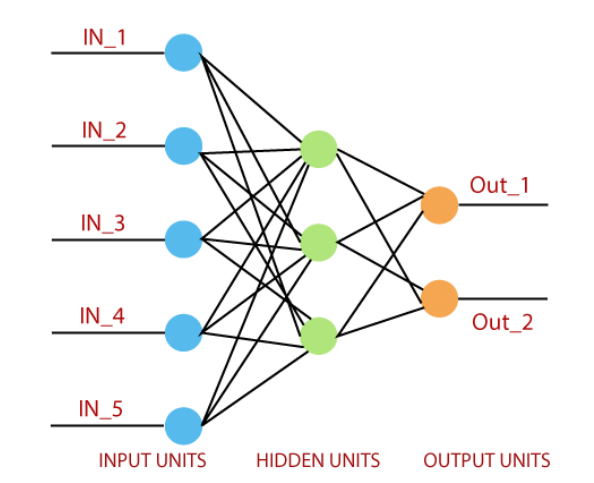 IN_1
IN_2
IN_3
IN_4
IN_5
Out_1
Out_2
INPUT UNITS
HIDDEN UNITS
OUTPUT UNITS